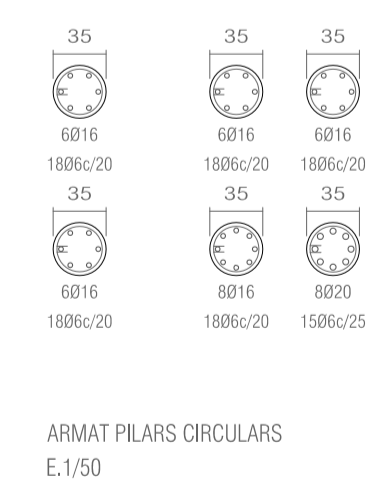 35 35 35
6Ø16 6Ø16 6Ø16
18Ø6c/20 18Ø6c/20 18Ø6c/20
35 35 35
6Ø16 8Ø16 8Ø20
18Ø6c/20 18Ø6c/20 15Ø6c/25
ARMAT PILARS CIRCULARS
E.1/50